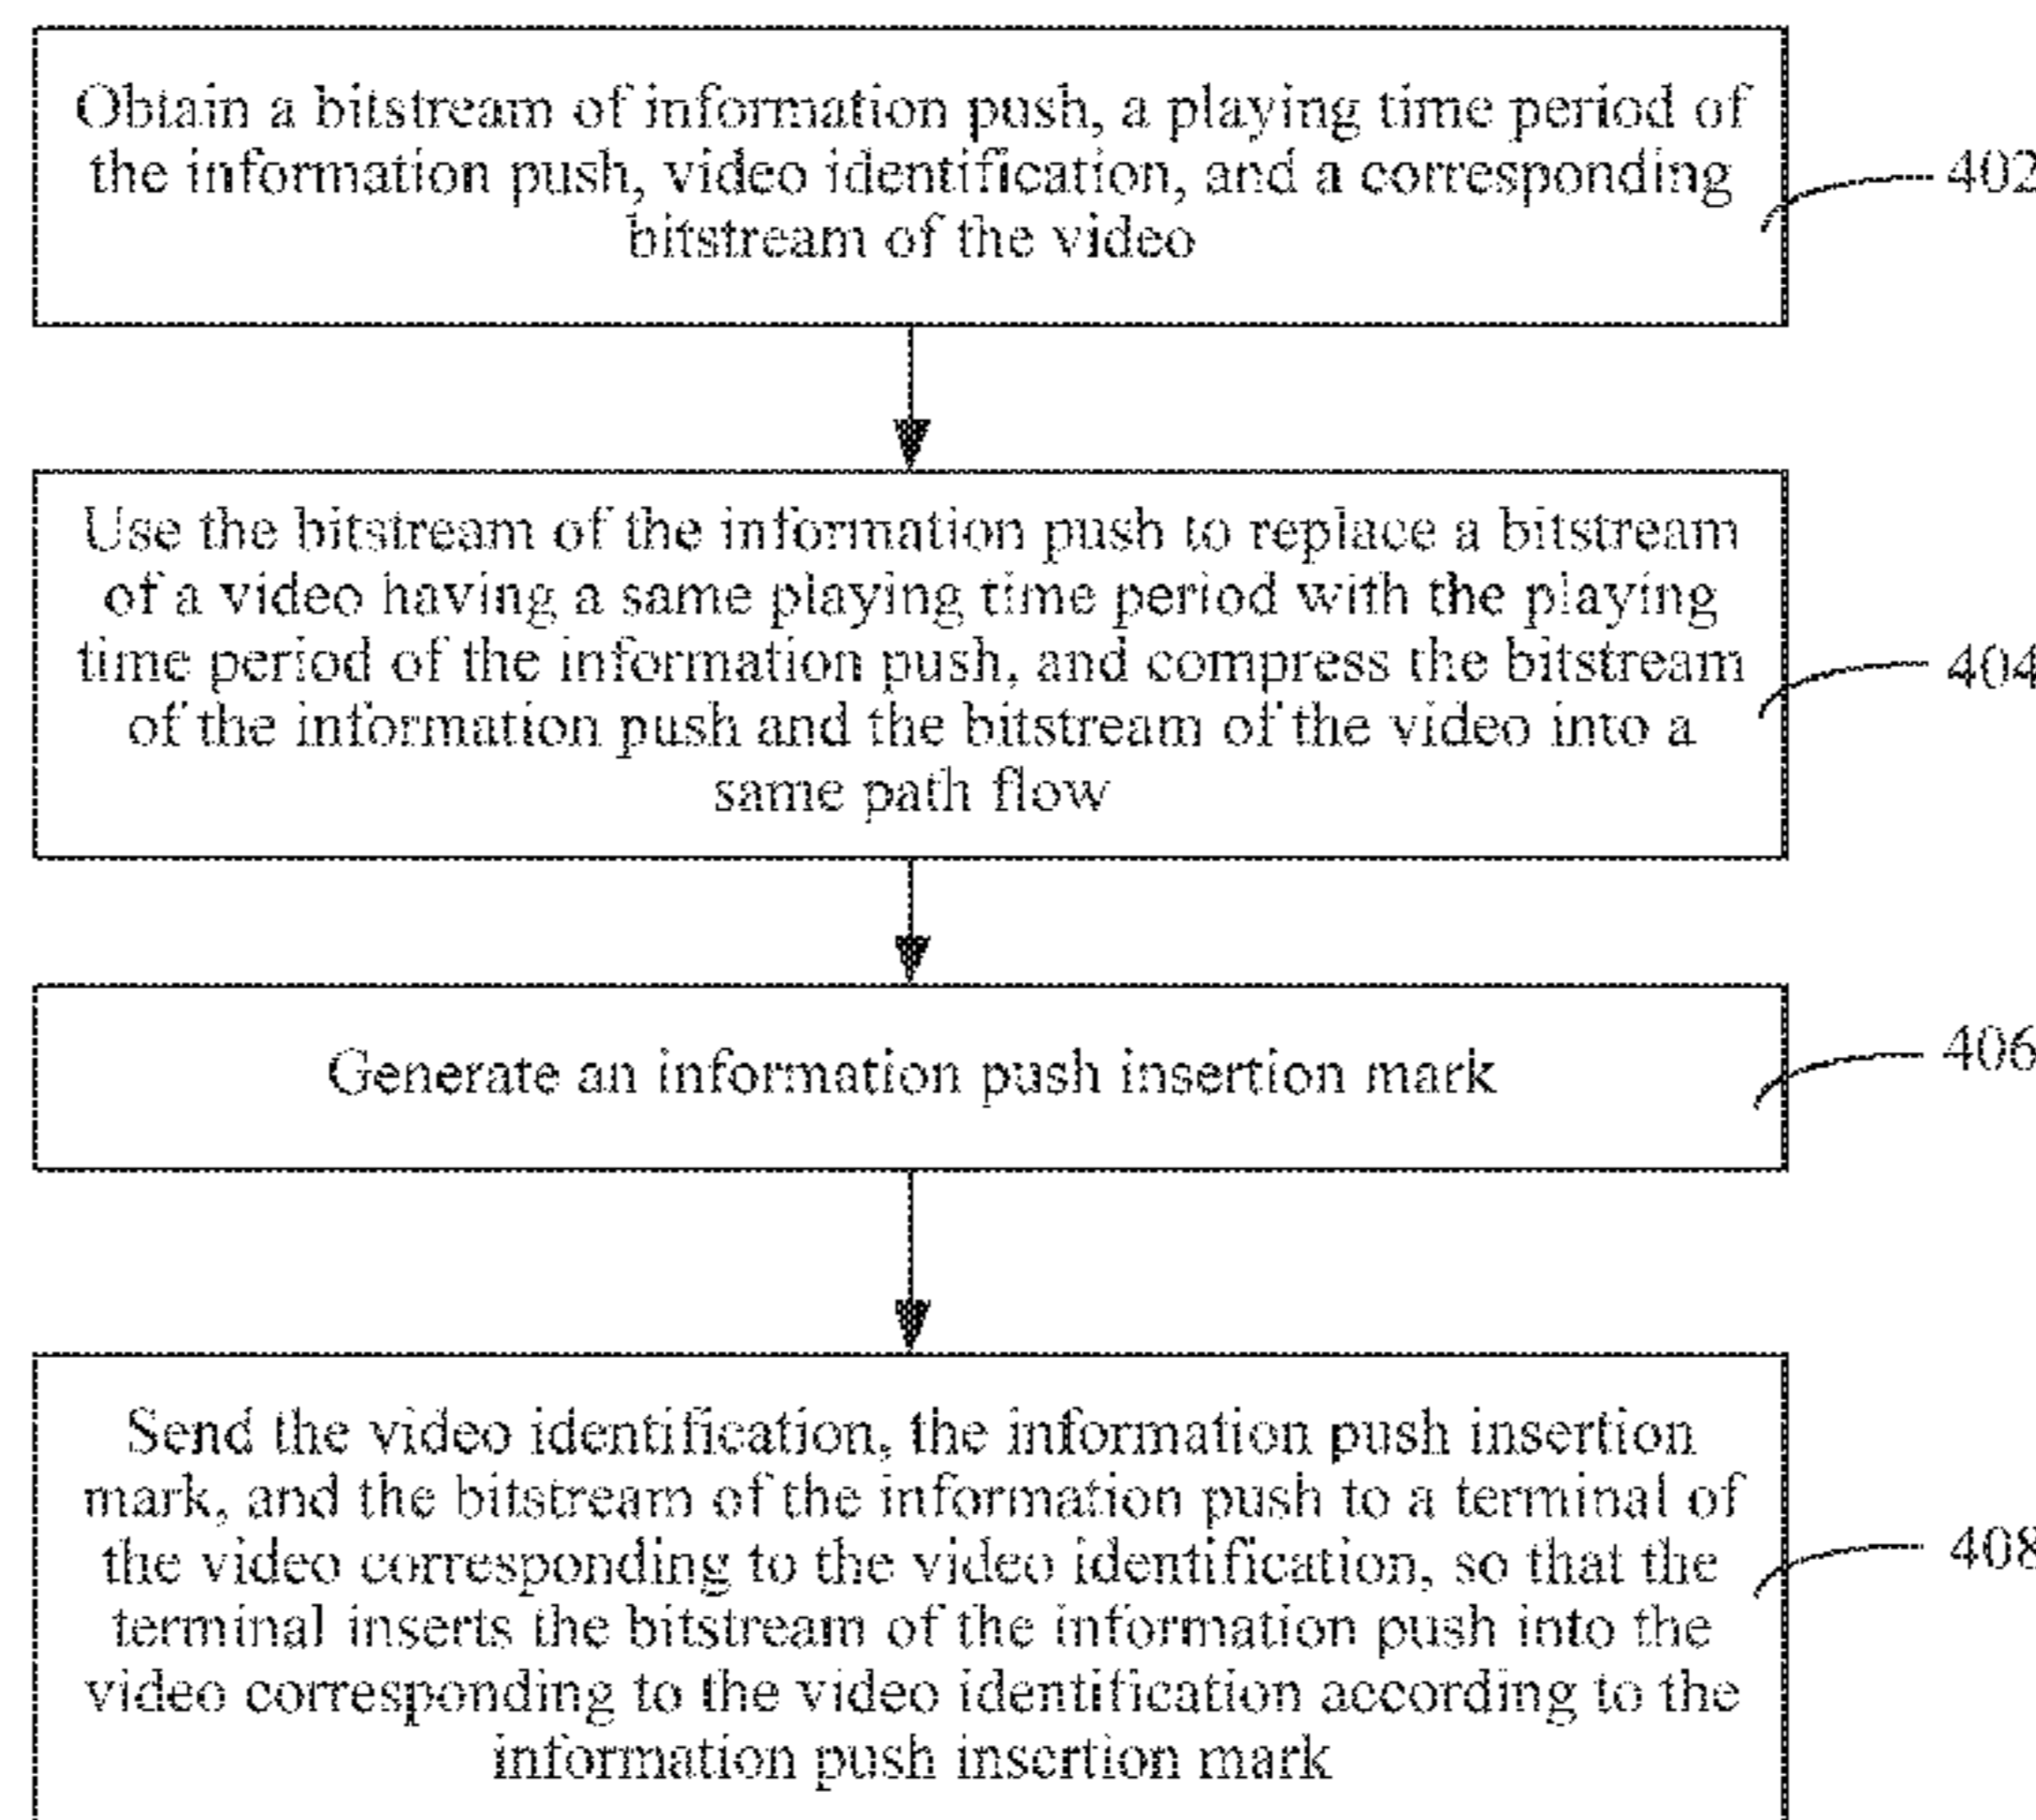 Obtain a bitstream of information push, a playing time period of
the information push, video identification, and a corresponding
bitstream of the video
402
Use the bitstream of the information push to replace a bitstream
of a video having a same playing time period with the playing
time period of the information push, and compress the bitstream
of the information push and the bitstream of the video into a
same path flow
404
Generate an information push insertion mark
406
Send the video identification, the information push insertion
mark, and the bitstream of the information push to a terminal of
the video corresponding to the video identification, so that the
terminal inserts the bitstream of the information push into the
video corresponding to the video identification according to the
information push insertion mark
408